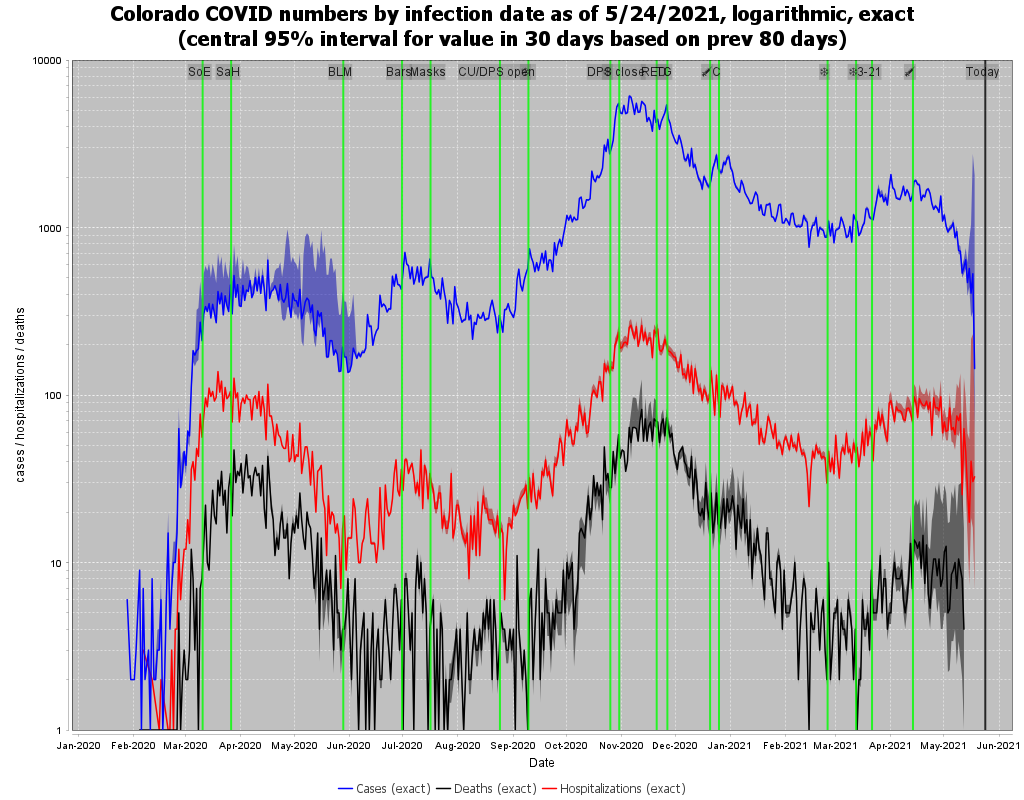 Colorado COVID numbers by infection date as of 5/24/2021, logarithmic, exact
(central 95% interval for value in 30 days based on prev 80 days)
10000
1000
100
10
1
cases / hospitalizations / deaths
SoE SaH BLM Bars Masks CU/DPS open DPS close C 3-21 Today
Jan-2020 Feb-2020 Mar-2020 Apr-2020 May-2020 Jun-2020 Jul-2020 Aug-2020 Sep-2020 Oct-2020 Nov-2020 Dec-2020 Jan-2021 Feb-2021 Mar-2021 Apr-2021 May-2021 Jun-2021
Date
Cases (exact) Deaths (exact) Hospitalizations (exact)